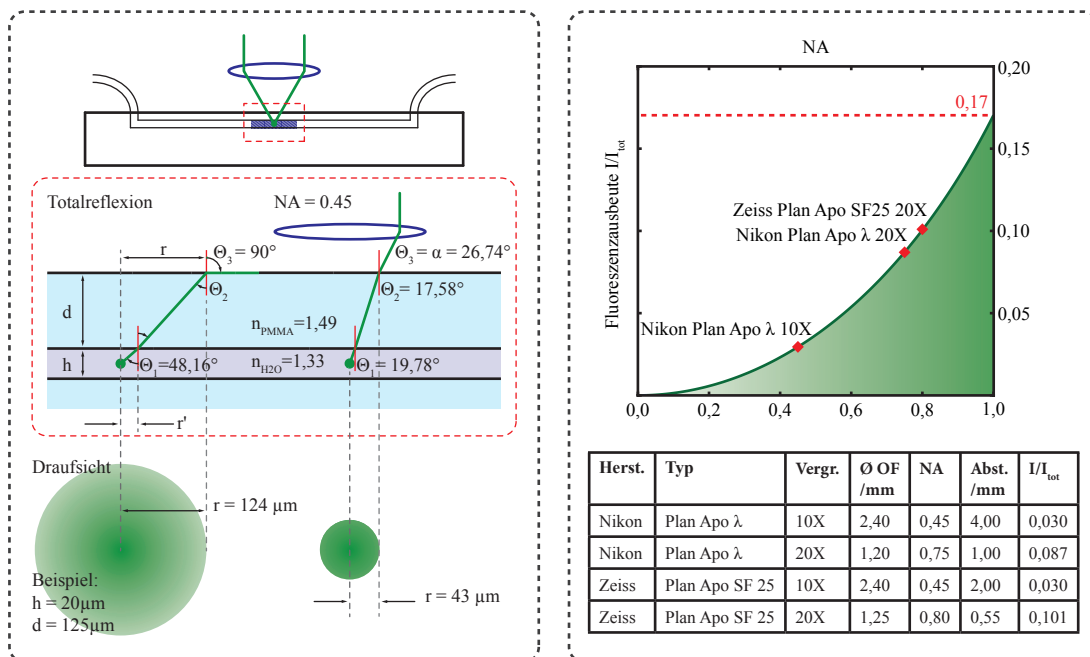 Totalreflexion
NA = 0.45
r
Θ3 = 90°
Θ3 = α = 26,74°
Θ2
Θ2 = 17,58°
d
nPMMA=1,49
h
Θ1=48,16°
nH2O=1,33
Θ1=19,78°
r'
Draufsicht
r = 124 µm
Beispiel:
h = 20µm
d = 125µm
r = 43 µm
NA
0,20
0,17
0,15
Fluoreszenzausbeute I/Itot
Zeiss Plan Apo SF25 20X
Nikon Plan Apo λ 20X
0,10
Nikon Plan Apo λ 10X
0,05
0,0 0,2 0,4 0,6 0,8 1,0
Herst. Typ Vergr. Ø OF /mm NA Abst. /mm I/Itot
Nikon Plan Apo λ 10X 2,40 0,45 4,00 0,030
Nikon Plan Apo λ 20X 1,20 0,75 1,00 0,087
Zeiss Plan Apo SF 25 10X 2,40 0,45 2,00 0,030
Zeiss Plan Apo SF 25 20X 1,25 0,80 0,55 0,101